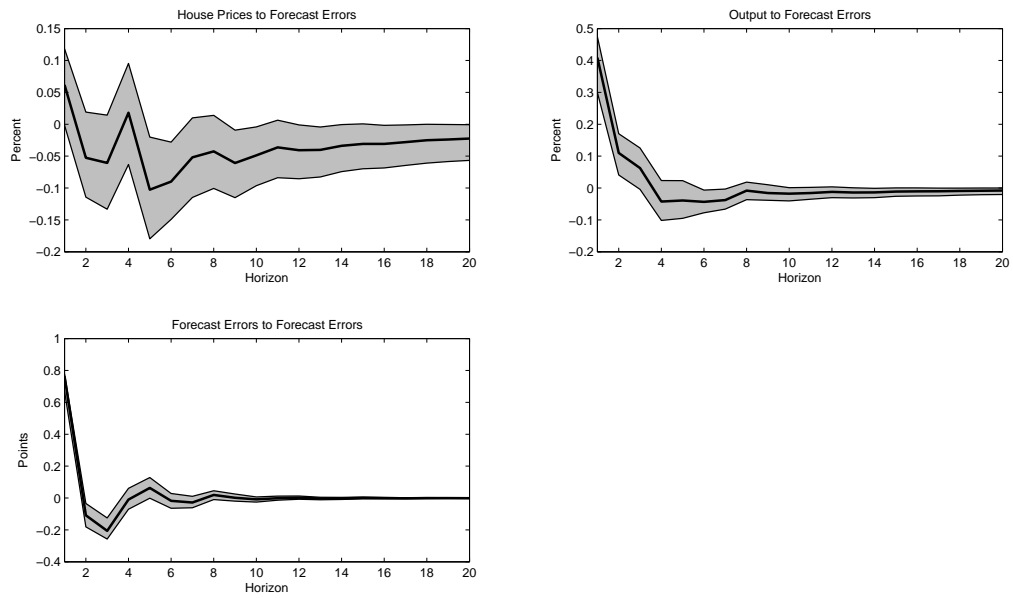 House Prices to Forecast Errors
0.15
0.1
0.05
0
−0.05
−0.1
−0.15
−0.2
Percent
2 4 6 8 10 12 14 16 18 20
Horizon
Output to Forecast Errors
0.5
0.4
0.3
0.2
0.1
0
−0.1
−0.2
Percent
2 4 6 8 10 12 14 16 18 20
Horizon
Forecast Errors to Forecast Errors
1
0.8
0.6
0.4
0.2
0
−0.2
−0.4
Points
2 4 6 8 10 12 14 16 18 20
Horizon